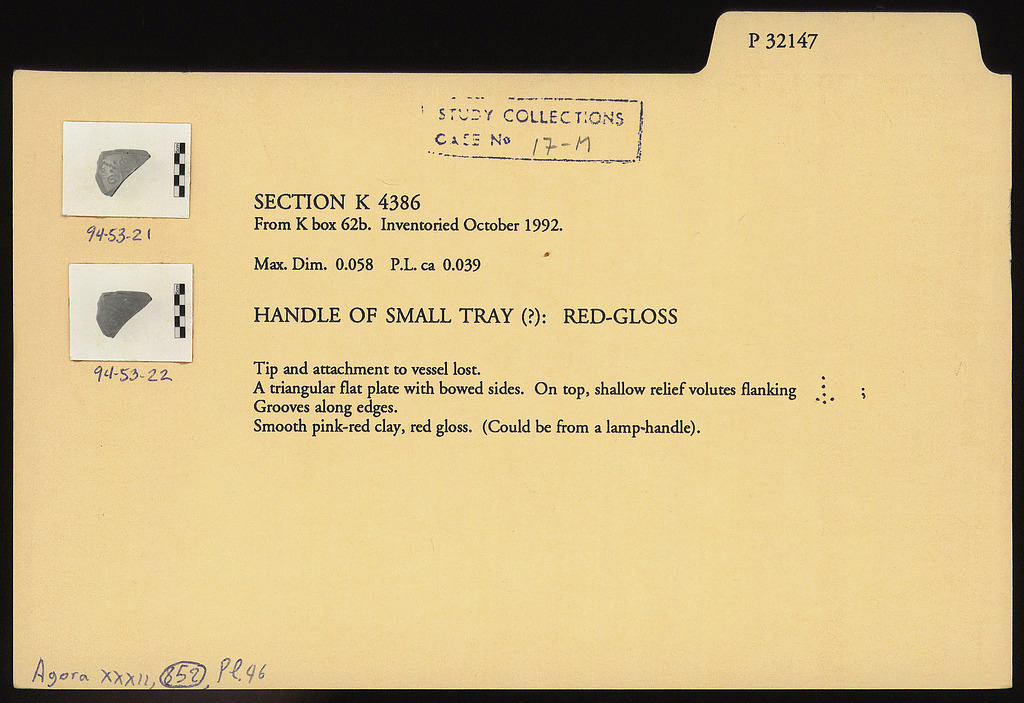 P 32147
STUDY COLLECTIONS
CASE No 17-M
94-53-21
SECTION K 4386
From K box 62b. Inventoried October 1992.
Max. Dim. 0.058 P.L. ca 0.039
94-53-22
HANDLE OF SMALL TRAY (?): RED-GLOSS
Tip and attachment to vessel lost.
A triangular flat plate with bowed sides. On top, shallow relief volutes flanking ;
Grooves along edges.
Smooth pink-red clay, red gloss. (Could be from a lamp-handle).
Agora XXXII, 852, Pl. 96